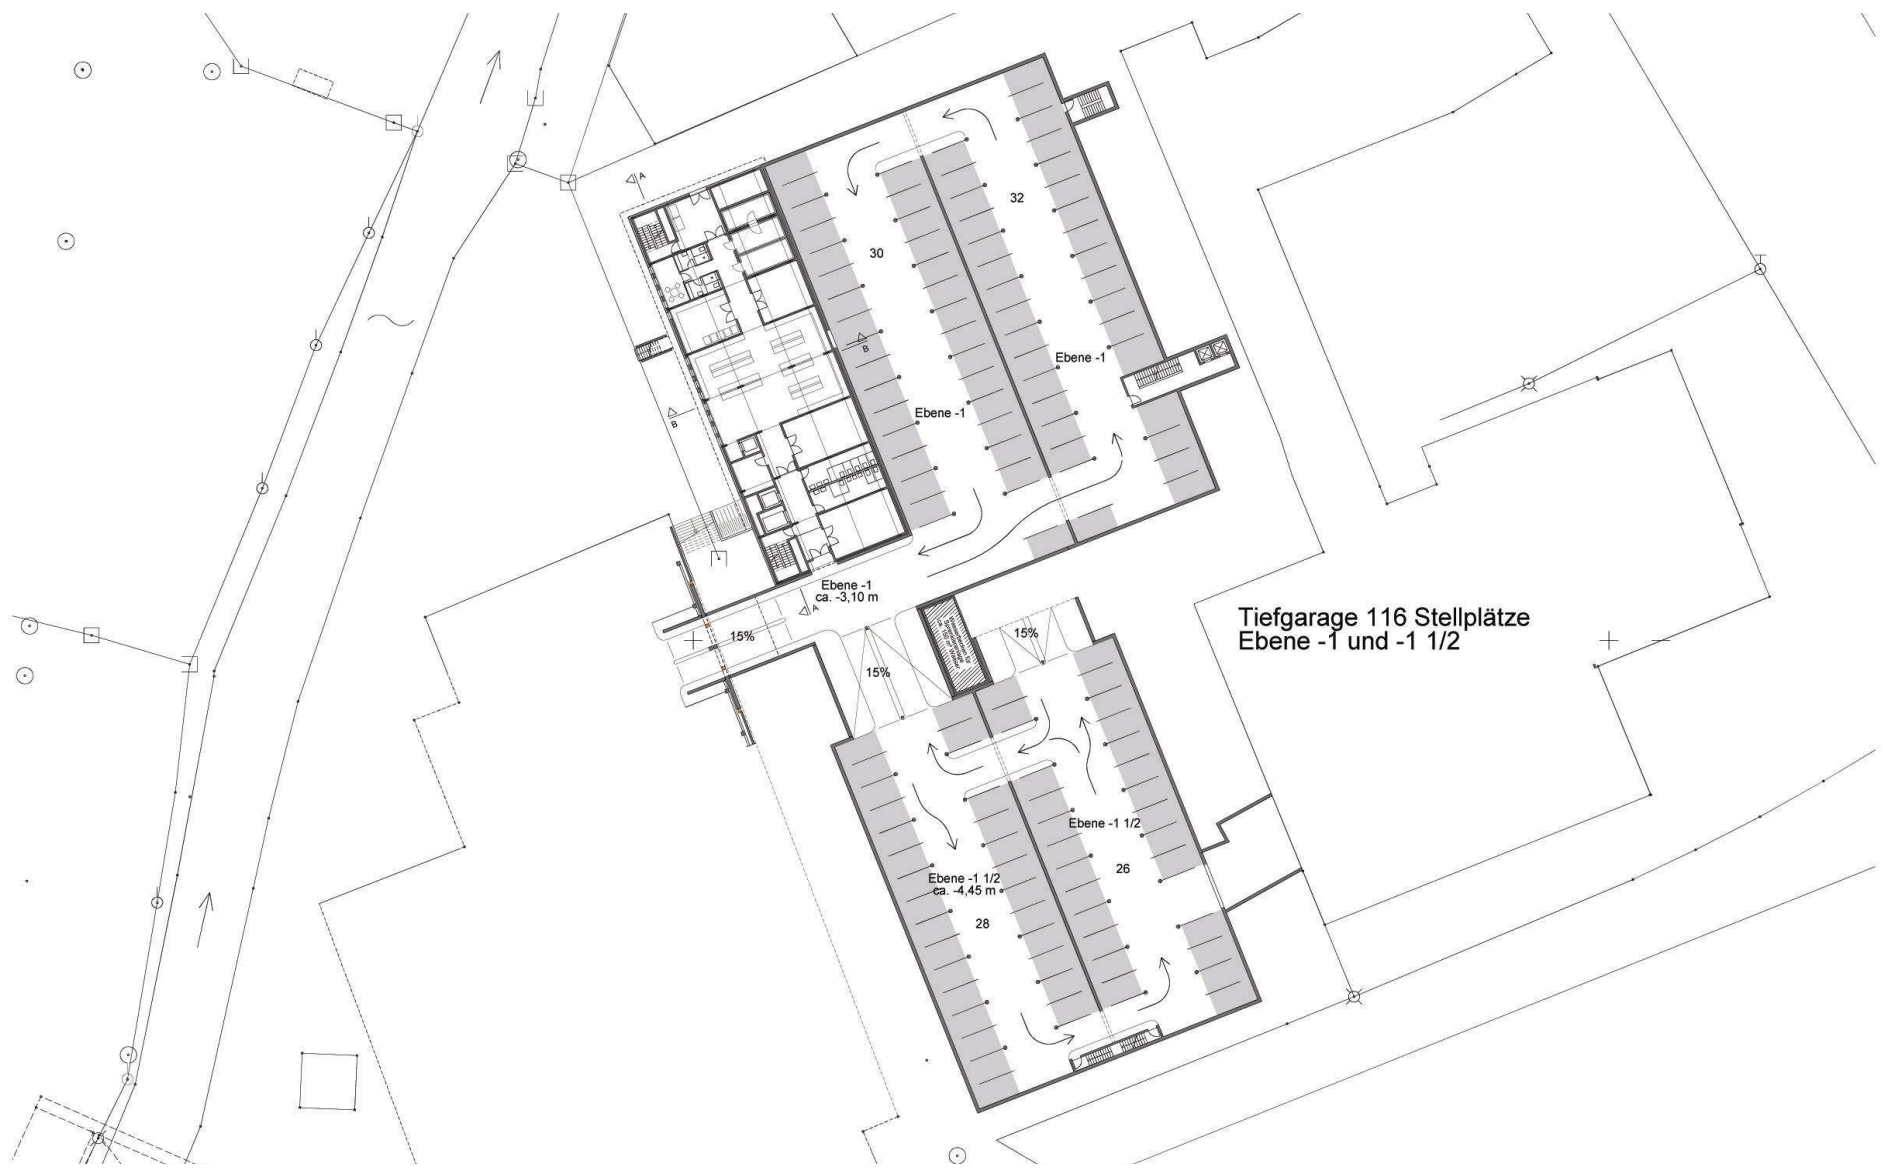 A
32
30
B
Ebene -1
Ebene -1
B
Ebene -1
ca. -3,10 m
A
Tiefgarage 116 Stellplätze
Ebene -1 und -1 1/2
15%
15%
15%
Ebene -1 1/2
26
Ebene -1 1/2
ca. -4,45 m
28